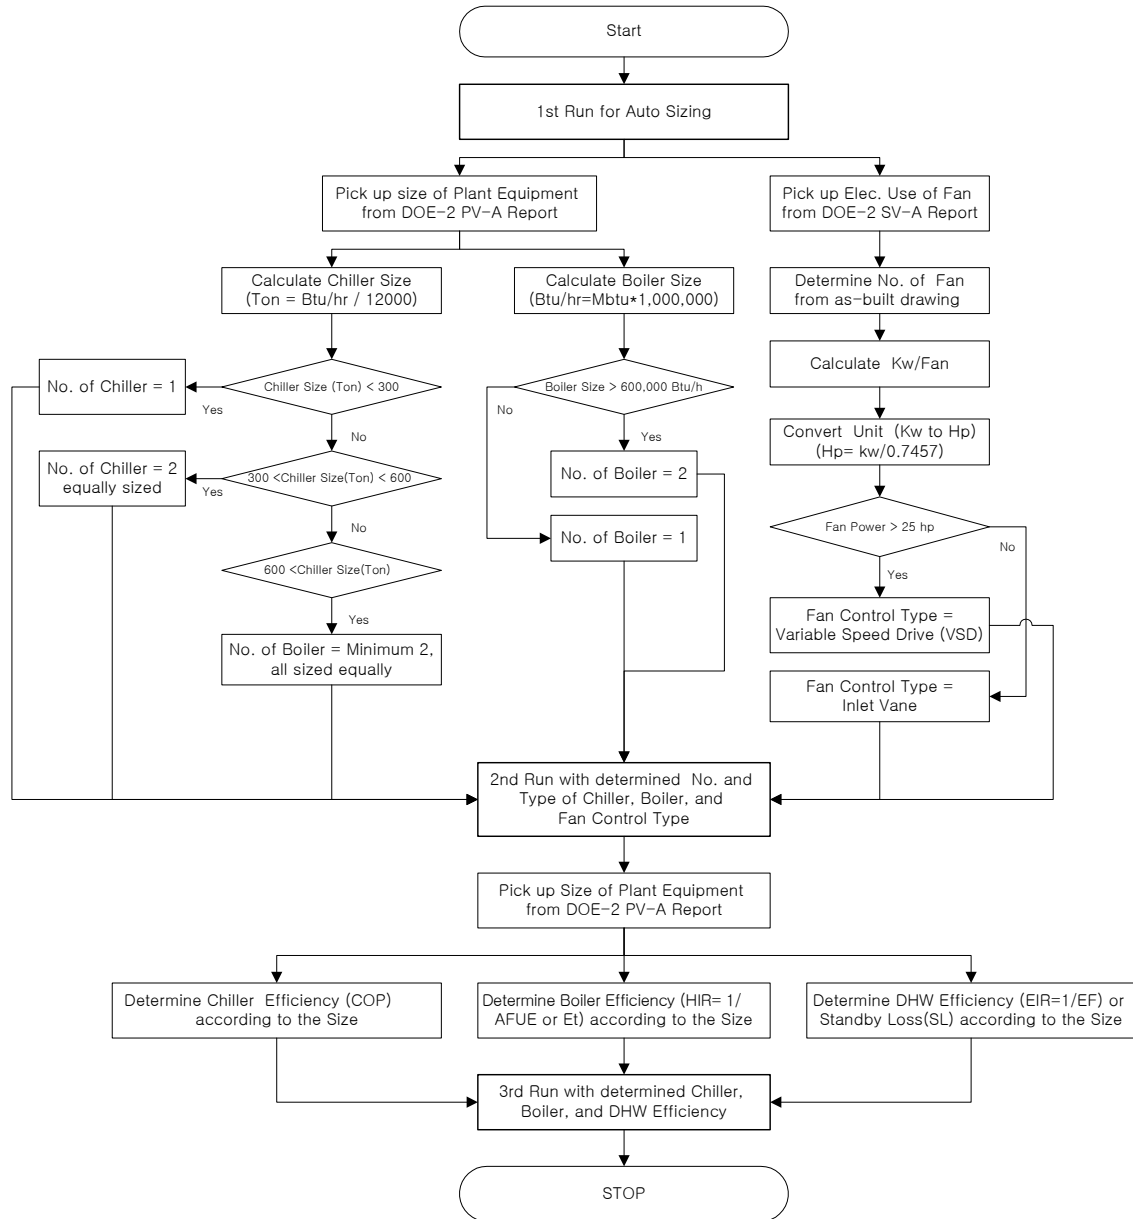 Start
1st Run for Auto Sizing
Pick up size of Plant Equipment
from DOE-2 PV-A Report
Pick up Elec. Use of Fan
from DOE-2 SV-A Report
Calculate Chiller Size
(Ton = Btu/hr / 12000)
Calculate Boiler Size
(Btu/hr=Mbtu*1,000,000)
Determine No. of Fan
from as-built drawing
Calculate Kw/Fan
No. of Chiller = 1
Yes
Chiller Size (Ton) < 300
No
Boiler Size > 600,000 Btu/h
No
Yes
Convert Unit (Kw to Hp)
(Hp= kw/0.7457)
No. of Chiller = 2
equally sized
Yes
300 <Chiller Size(Ton) < 600
No
No. of Boiler = 2
No. of Boiler = 1
Fan Power > 25 hp
No
Yes
600 <Chiller Size(Ton)
Yes
Fan Control Type =
Variable Speed Drive (VSD)
No. of Boiler = Minimum 2,
all sized equally
Fan Control Type =
Inlet Vane
2nd Run with determined No. and
Type of Chiller, Boiler, and
Fan Control Type
Pick up Size of Plant Equipment
from DOE-2 PV-A Report
Determine Chiller Efficiency (COP)
according to the Size
Determine Boiler Efficiency (HIR= 1/
AFUE or Et) according to the Size
Determine DHW Efficiency (EIR=1/EF) or
Standby Loss(SL) according to the Size
3rd Run with determined Chiller,
Boiler, and DHW Efficiency
STOP